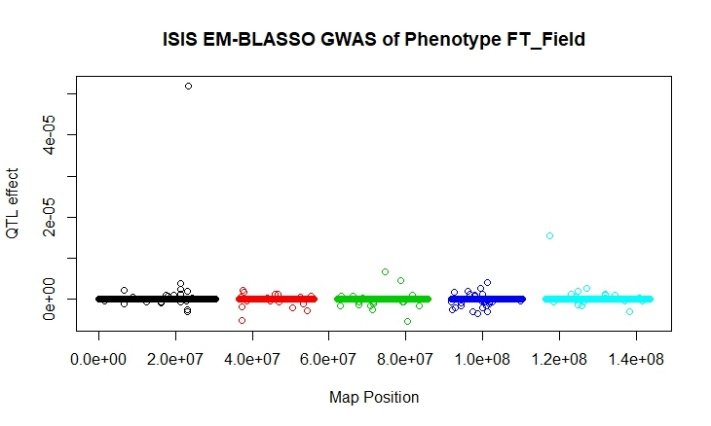 ISIS EM-BLASSO GWAS of Phenotype FT_Field
QTL effect
4e-05
2e-05
0e+00
0.0e+00 2.0e+07 4.0e+07 6.0e+07 8.0e+07 1.0e+08 1.2e+08 1.4e+08
Map Position